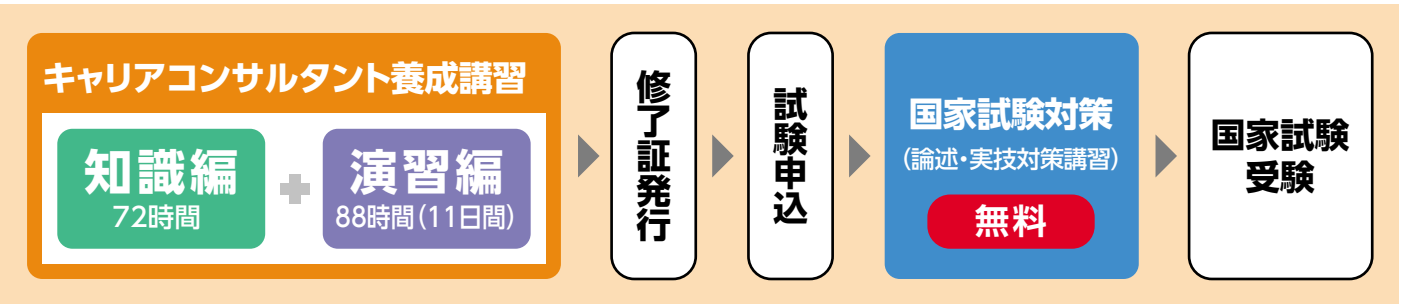 キャリアコンサルタント養成講習
知識編
72時間
演習編
88時間(11日間)
修了証発行
試験申込
国家試験対策
(論述・実技対策講習)
無料
国家試験
受験